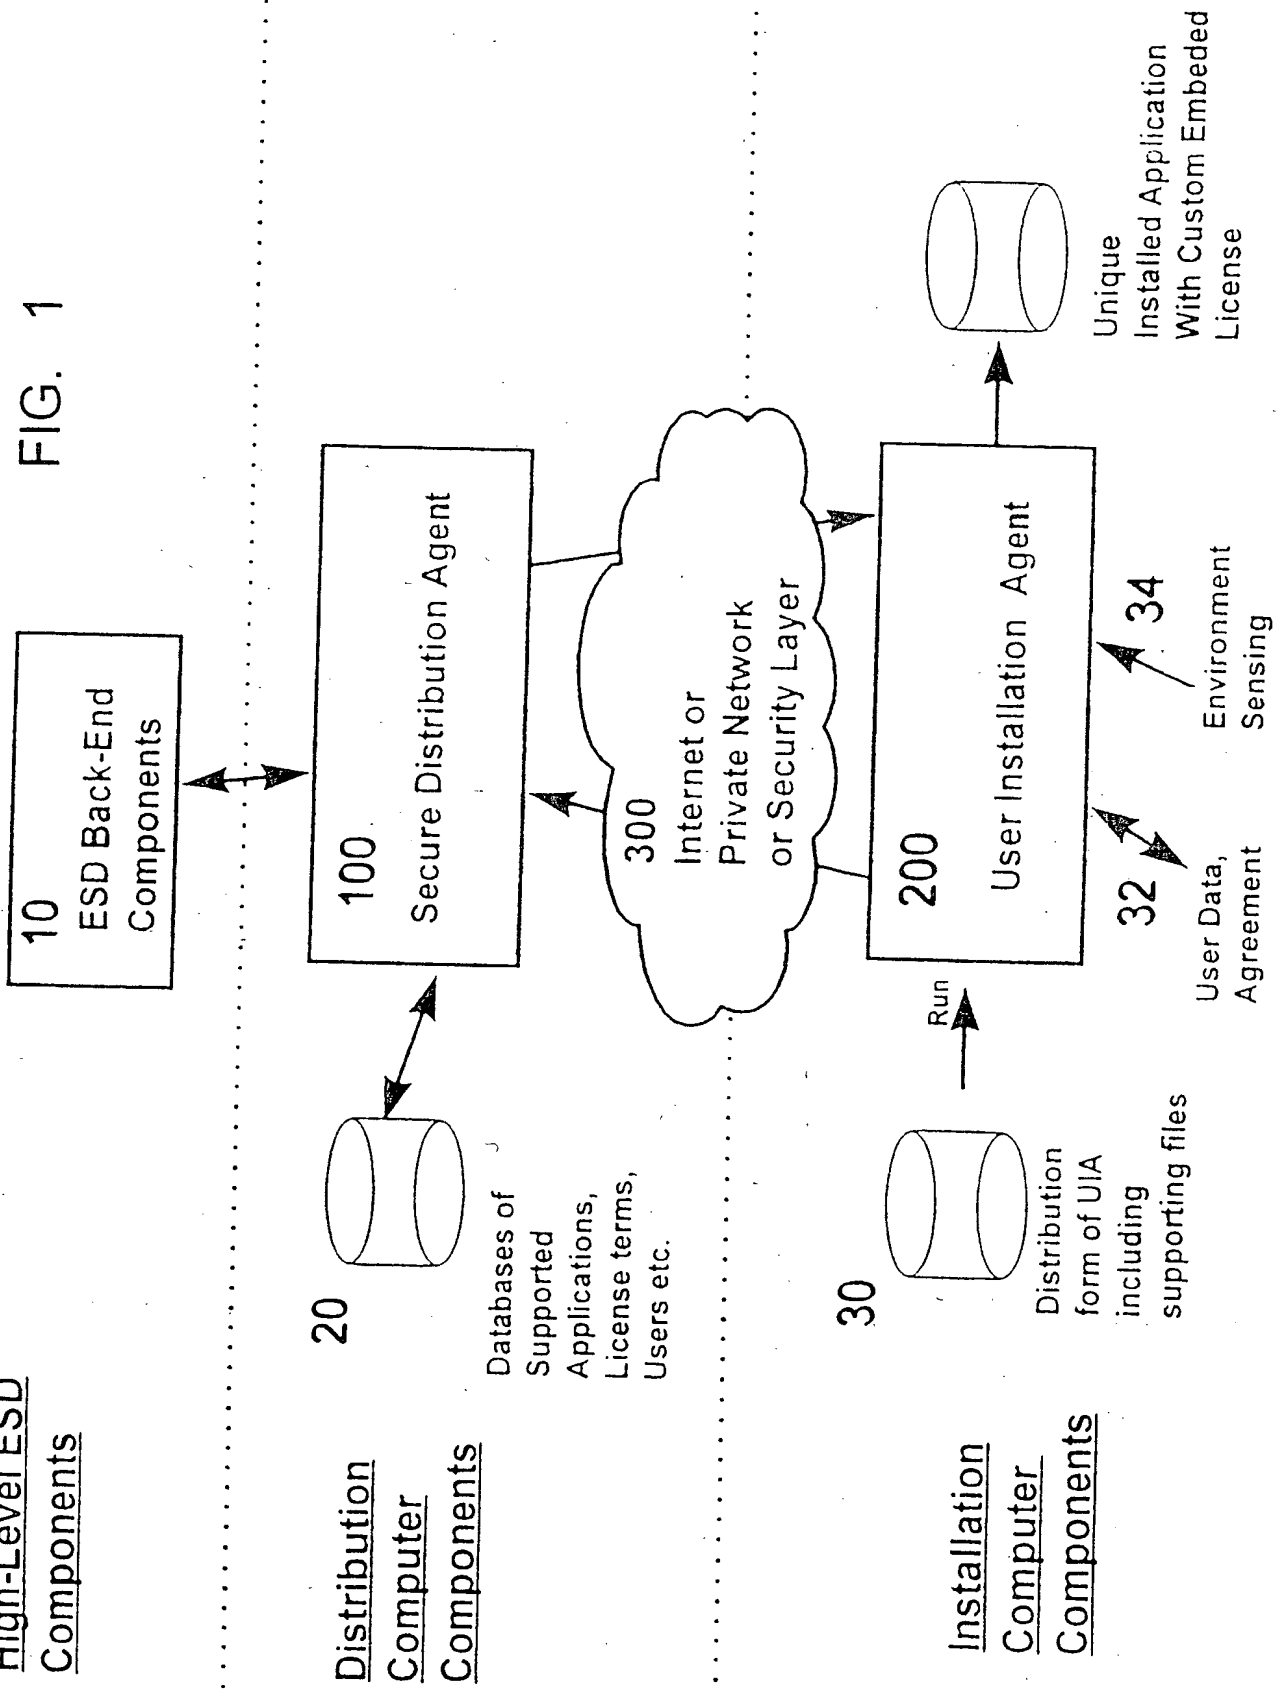 FIG. 1
High-Level ESD
Components
10
ESD Back-End
Components
Distribution
Computer
Components
20
Databases of
Supported
Applications,
License terms,
Users etc.
100
Secure Distribution Agent
300
Internet or
Private Network
or Security Layer
Installation
Computer
Components
30
Distribution
form of UIA
including
supporting files
Run
200
User Installation Agent
32
User Data,
Agreement
34
Environment
Sensing
Unique
Installed Application
With Custom Embeded
License